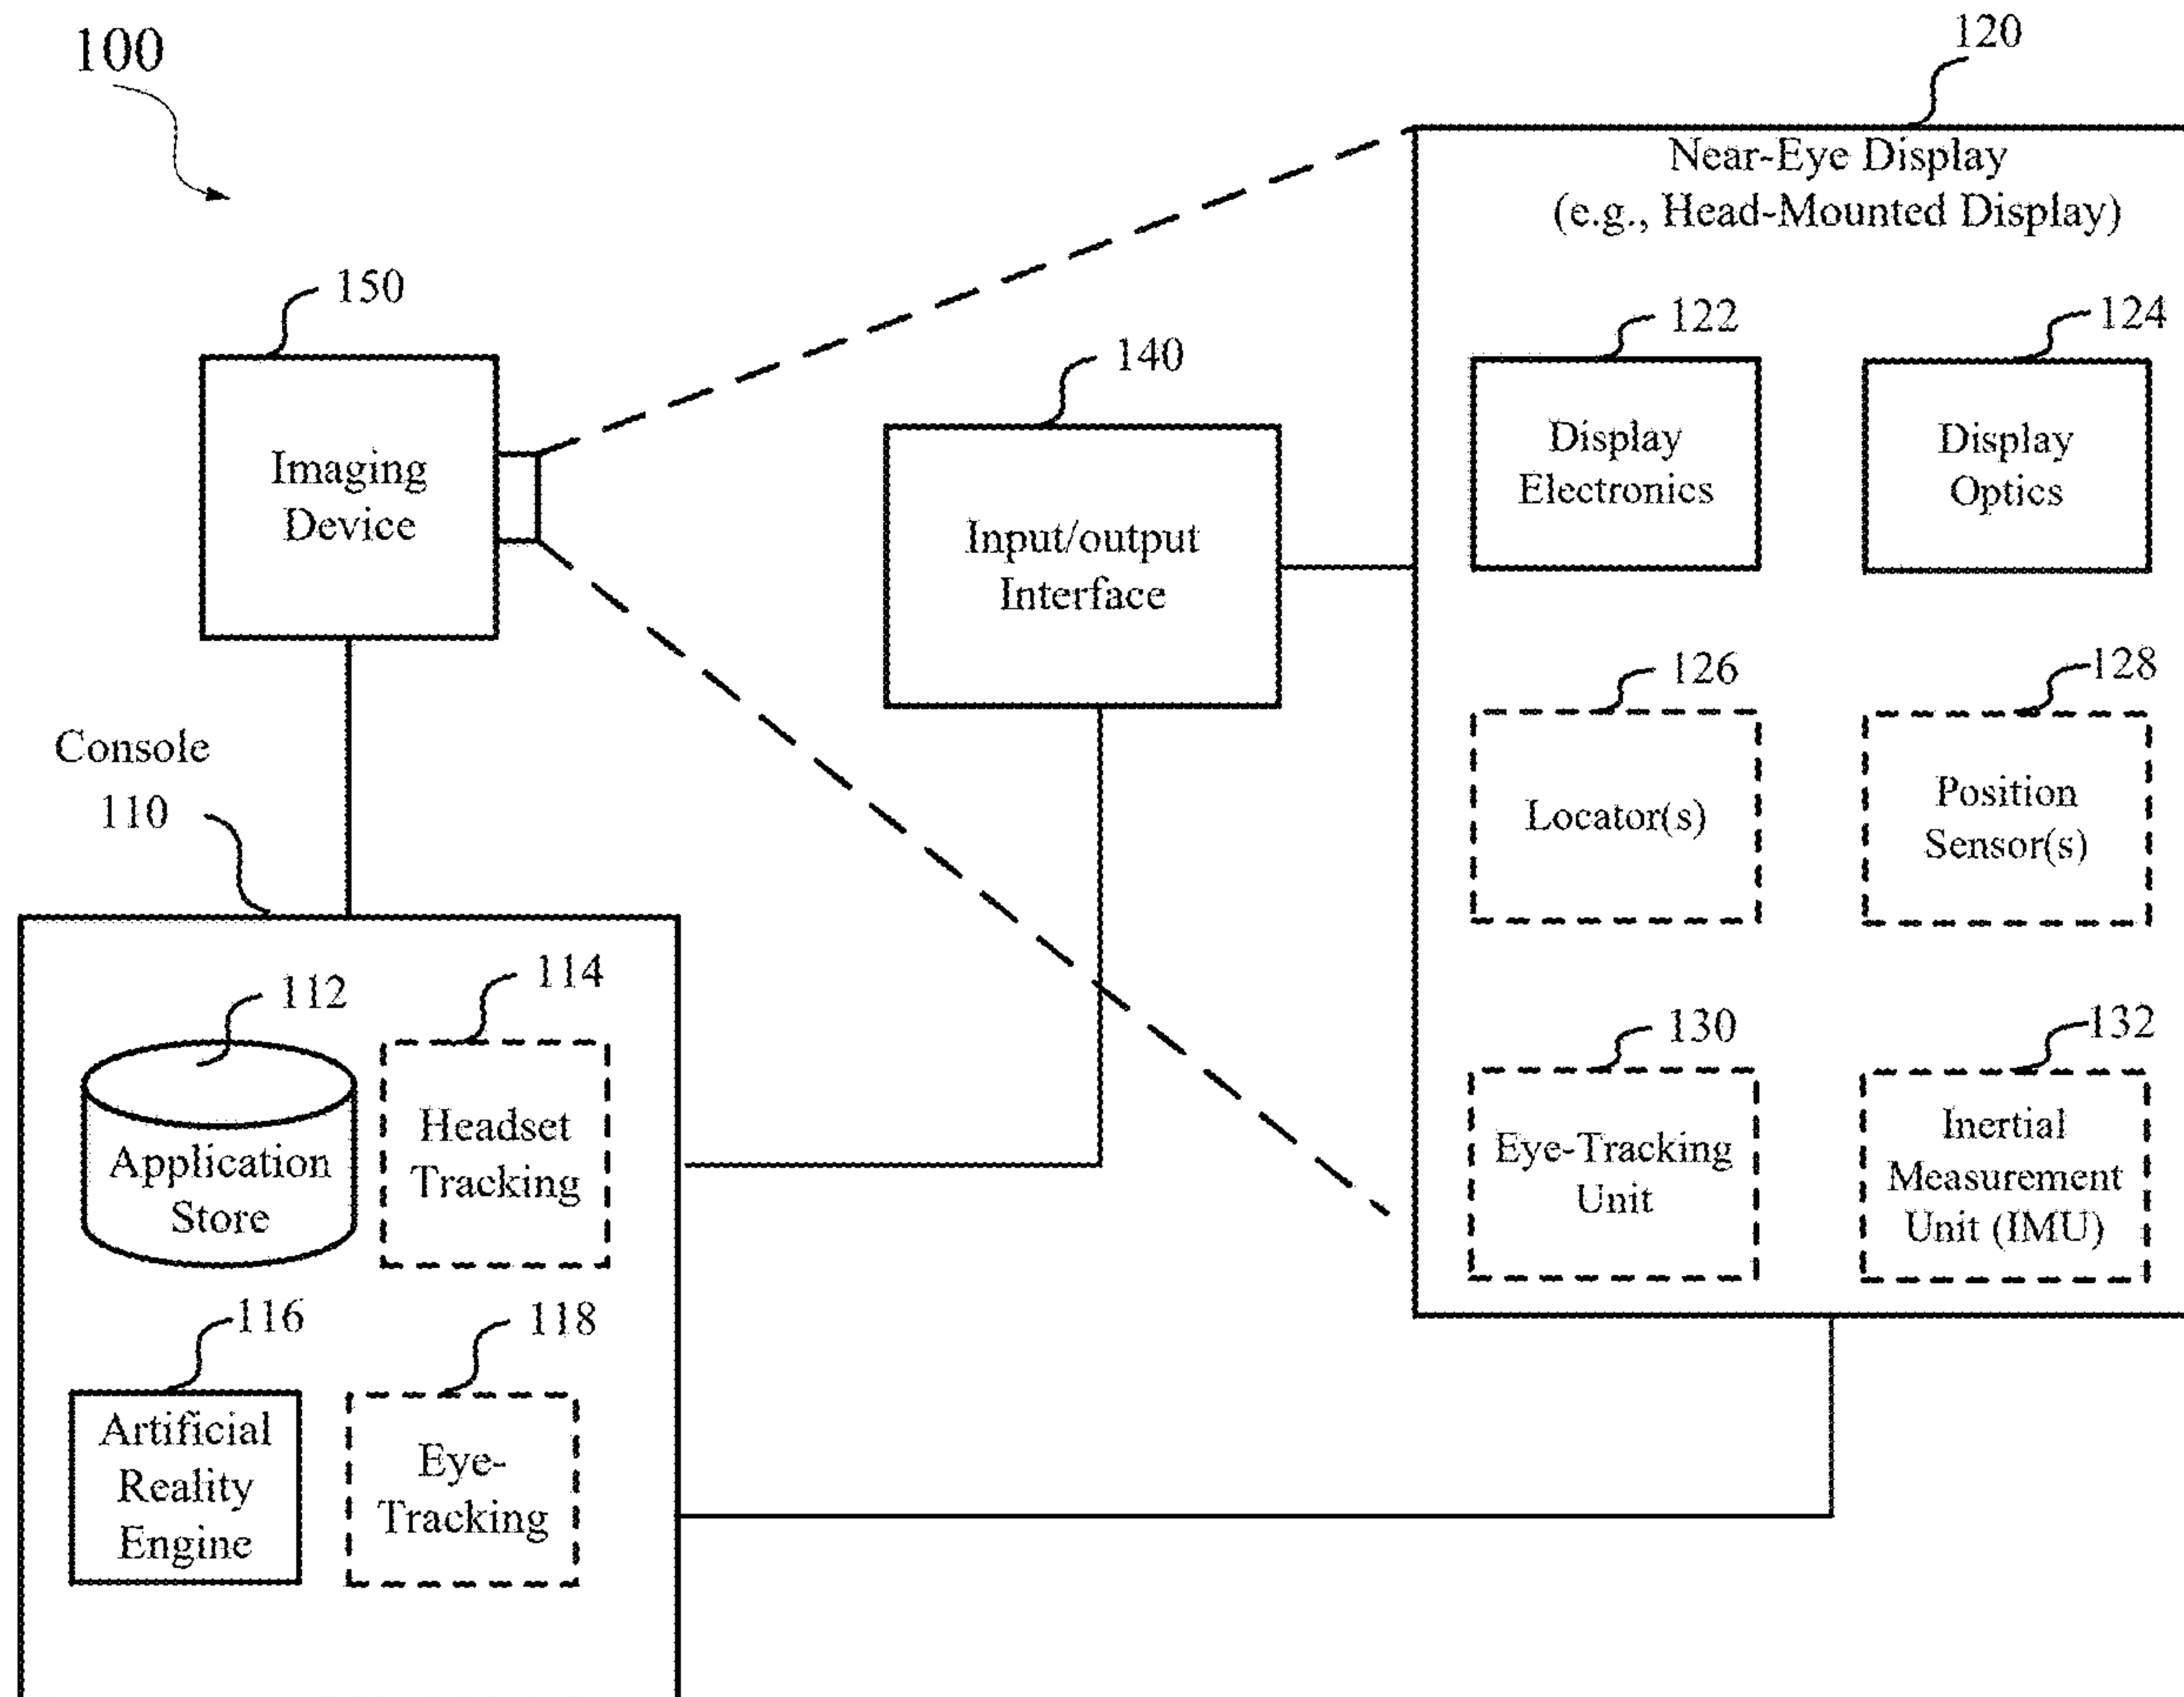 100
120
Near-Eye Display
(e.g., Head-Mounted Display)
150
Imaging
Device
140
Input/output
Interface
122
Display
Electronics
124
Display
Optics
126
Locator(s)
128
Position
Sensor(s)
130
Eye-Tracking
Unit
132
Inertial
Measurement
Unit (IMU)
Console
110
112
Application
Store
114
Headset
Tracking
116
Artificial
Reality
Engine
118
Eye-
Tracking